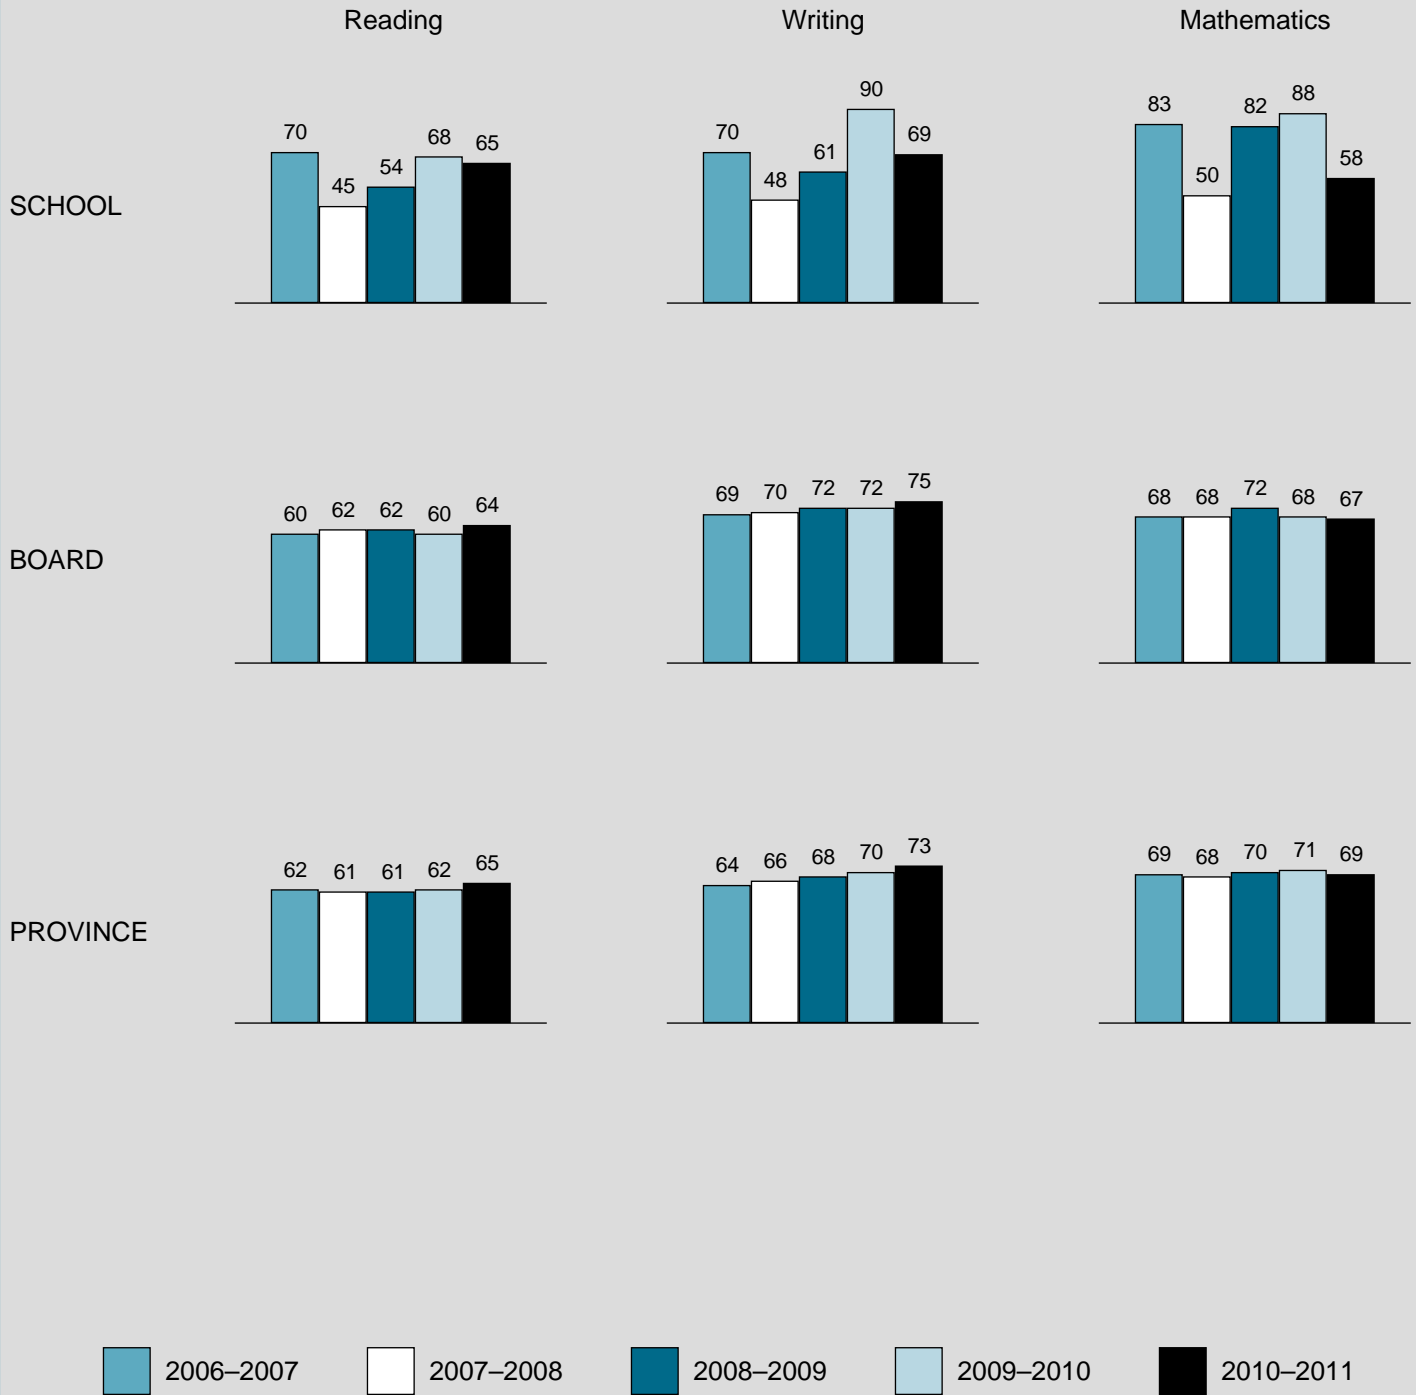 Reading Writing Mathematics
SCHOOL
70 45 54 68 65
70 48 61 90 69
83 50 82 88 58
BOARD
60 62 62 60 64
69 70 72 72 75
68 68 72 68 67
PROVINCE
62 61 61 62 65
64 66 68 70 73
69 68 70 71 69
2006–2007 2007–2008 2008–2009 2009–2010 2010–2011